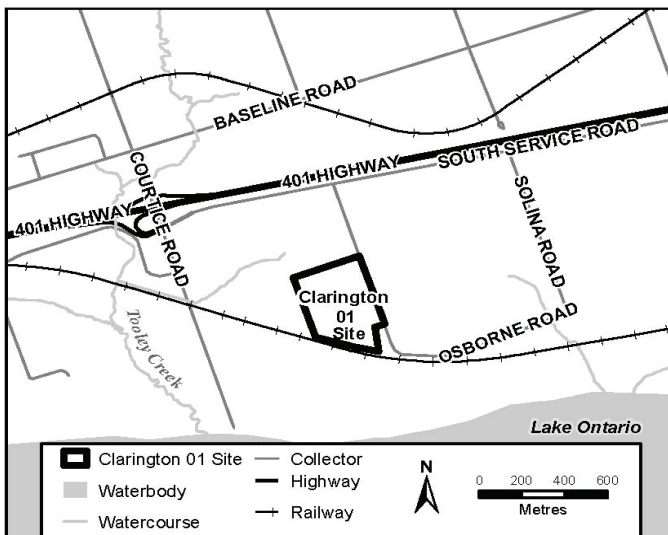 BASELINE ROAD
COURTICE ROAD
401 HIGHWAY
SOUTH SERVICE ROAD
401 HIGHWAY
SOLINA ROAD
Clarington
01
Site
Tooley Creek
OSBORNE ROAD
Lake Ontario
Clarington 01 Site
Waterbody
Watercourse
Collector
Highway
Railway
N
0 200 400 600
Metres